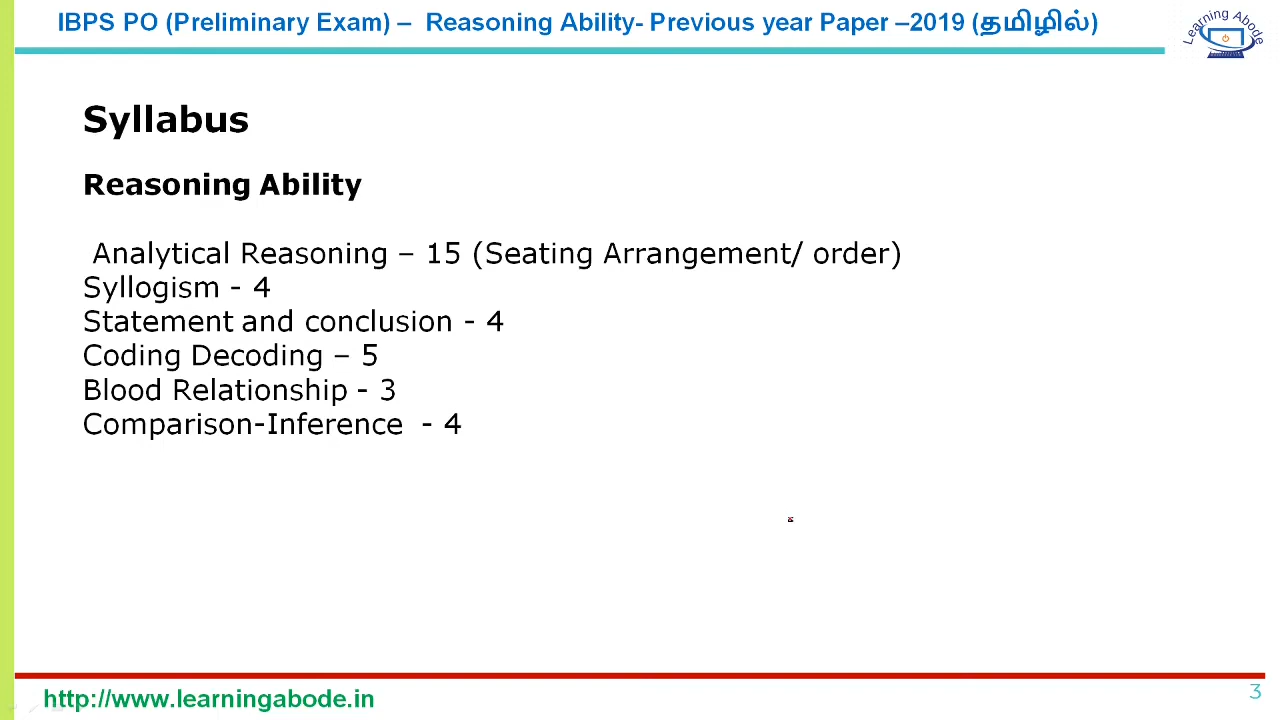 IBPS PO (Preliminary Exam) –  Reasoning Ability- Previous year Paper –2019 (தமிழில்)
Learning Abode
Syllabus
Reasoning Ability
Analytical Reasoning – 15 (Seating Arrangement/ order)
Syllogism - 4
Statement and conclusion - 4
Coding Decoding – 5
Blood Relationship - 3
Comparison-Inference  - 4
http://www.learningabode.in
3